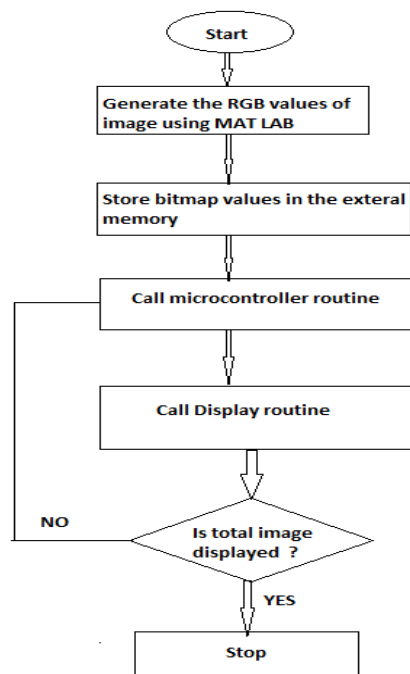 Start
Generate the RGB values of
image using MAT LAB
Store bitmap values in the exteral
memory
Call microcontroller routine
Call Display routine
NO
Is total image
displayed ?
YES
Stop